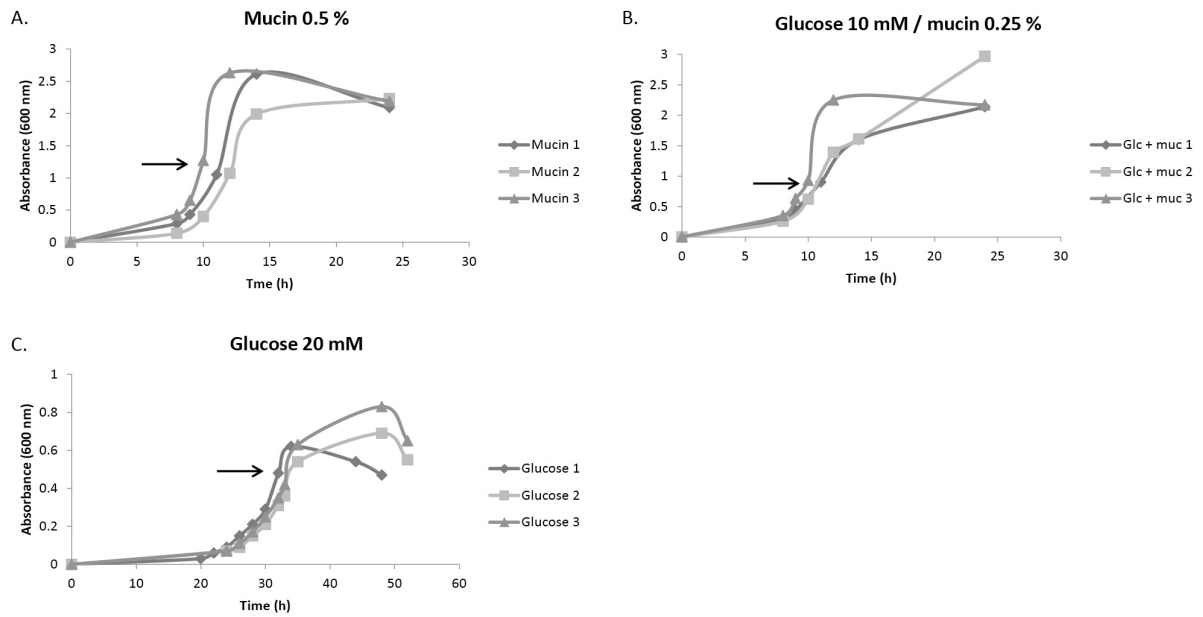 A.
Mucin 0.5 %
3
2.5
2
1.5
1
0.5
0
Absorbance (600 nm)
0 5 10 15 20 25 30
Tme (h)
Mucin 1
Mucin 2
Mucin 3
B.
Glucose 10 mM / mucin 0.25 %
3
2.5
2
1.5
1
0.5
0
Absorbance (600 nm)
0 5 10 15 20 25 30
Time (h)
Glc + muc 1
Glc + muc 2
Glc + muc 3
C.
Glucose 20 mM
1
0.8
0.6
0.4
0.2
0
Absorbance (600 nm)
0 10 20 30 40 50 60
Time (h)
Glucose 1
Glucose 2
Glucose 3